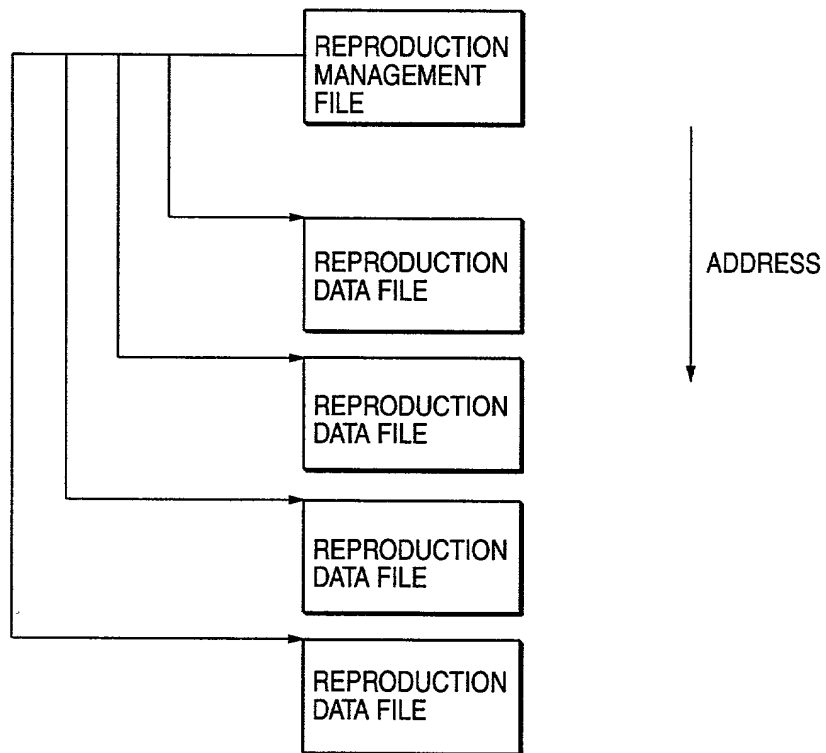 REPRODUCTION
MANAGEMENT
FILE
REPRODUCTION
DATA FILE
ADDRESS
REPRODUCTION
DATA FILE
REPRODUCTION
DATA FILE
REPRODUCTION
DATA FILE